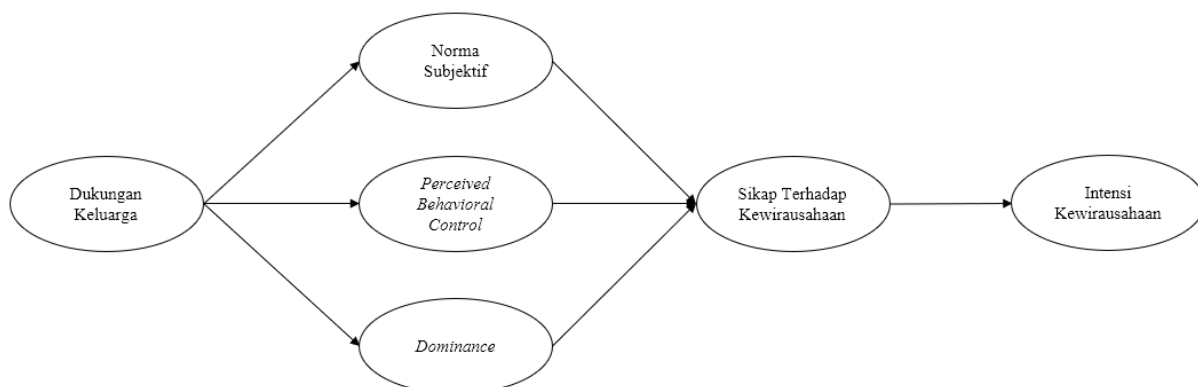 Norma
Subjektif
Dukungan
Keluarga
Perceived
Behavioral
Control
Sikap Terhadap
Kewirausahaan
Intensi
Kewirausahaan
Dominance